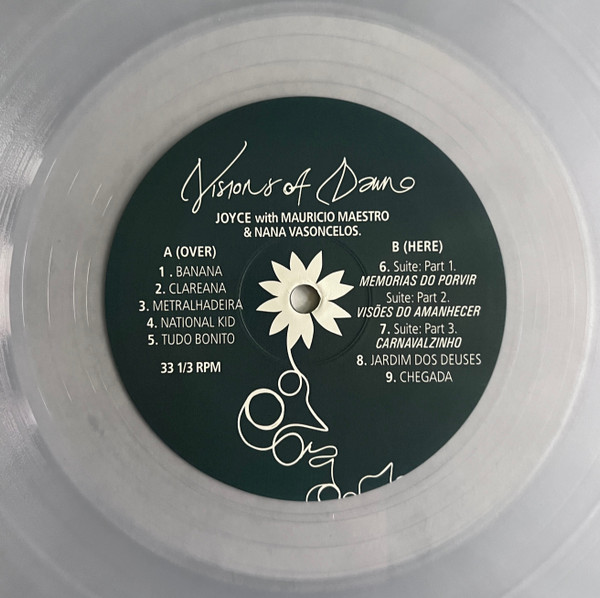 Visions of Dawn
JOYCE with MAURICIO MAESTRO
& NANA VASONCELOS.
A (OVER)
1 . BANANA
2. CLAREANA
3. METRALHADEIRA
4. NATIONAL KID
5. TUDO BONITO
33 1/3 RPM
B (HERE)
6. Suite: Part 1.
MEMORIAS DO PORVIR
Suite: Part 2.
VISÕES DO AMANHECER
7. Suite: Part 3.
CARNAVALZINHO
8. JARDIM DOS DEUSES
9. CHEGADA